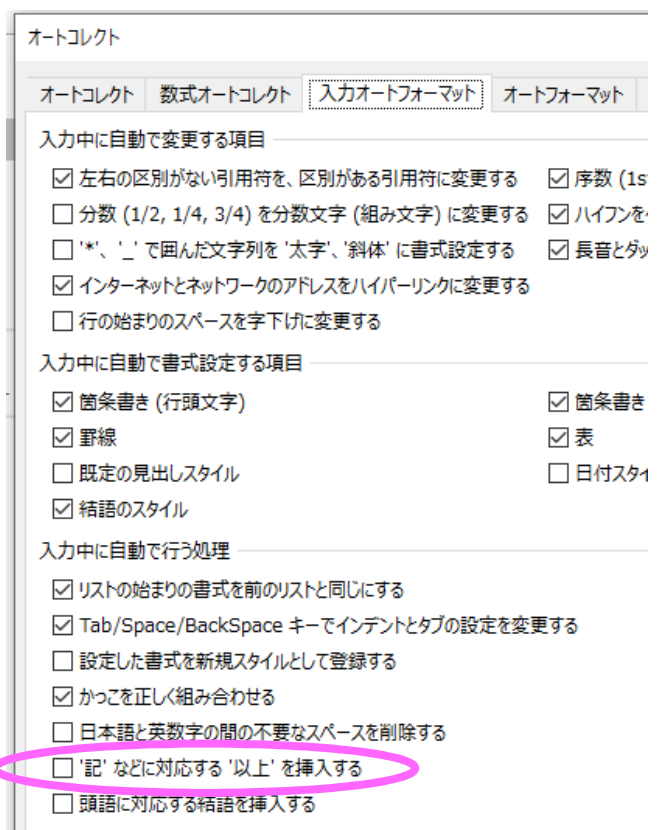 オートコレクト
オートコレクト 数式オートコレクト 入力オートフォーマット オートフォーマット
入力中に自動で変更する項目
左右の区別がない引用符を、区別がある引用符に変更する 序数 (1s
分数 (1/2, 1/4, 3/4) を分数文字 (組み文字) に変更する ハイフンを
'*'、'_' で囲んだ文字列を '太字'、'斜体' に書式設定する 長音とダッ
インターネットとネットワークのアドレスをハイパーリンクに変更する
行の始まりのスペースを字下げに変更する
入力中に自動で書式設定する項目
箇条書き (行頭文字) 箇条書き
罫線 表
既定の見出しスタイル 日付スタイ
結語のスタイル
入力中に自動で行う処理
リストの始まりの書式を前のリストと同じにする
Tab/Space/BackSpace キーでインデントとタブの設定を変更する
設定した書式を新規スタイルとして登録する
かっこを正しく組み合わせる
日本語と英数字の間の不要なスペースを削除する
'記' などに対応する '以上' を挿入する
頭語に対応する結語を挿入する